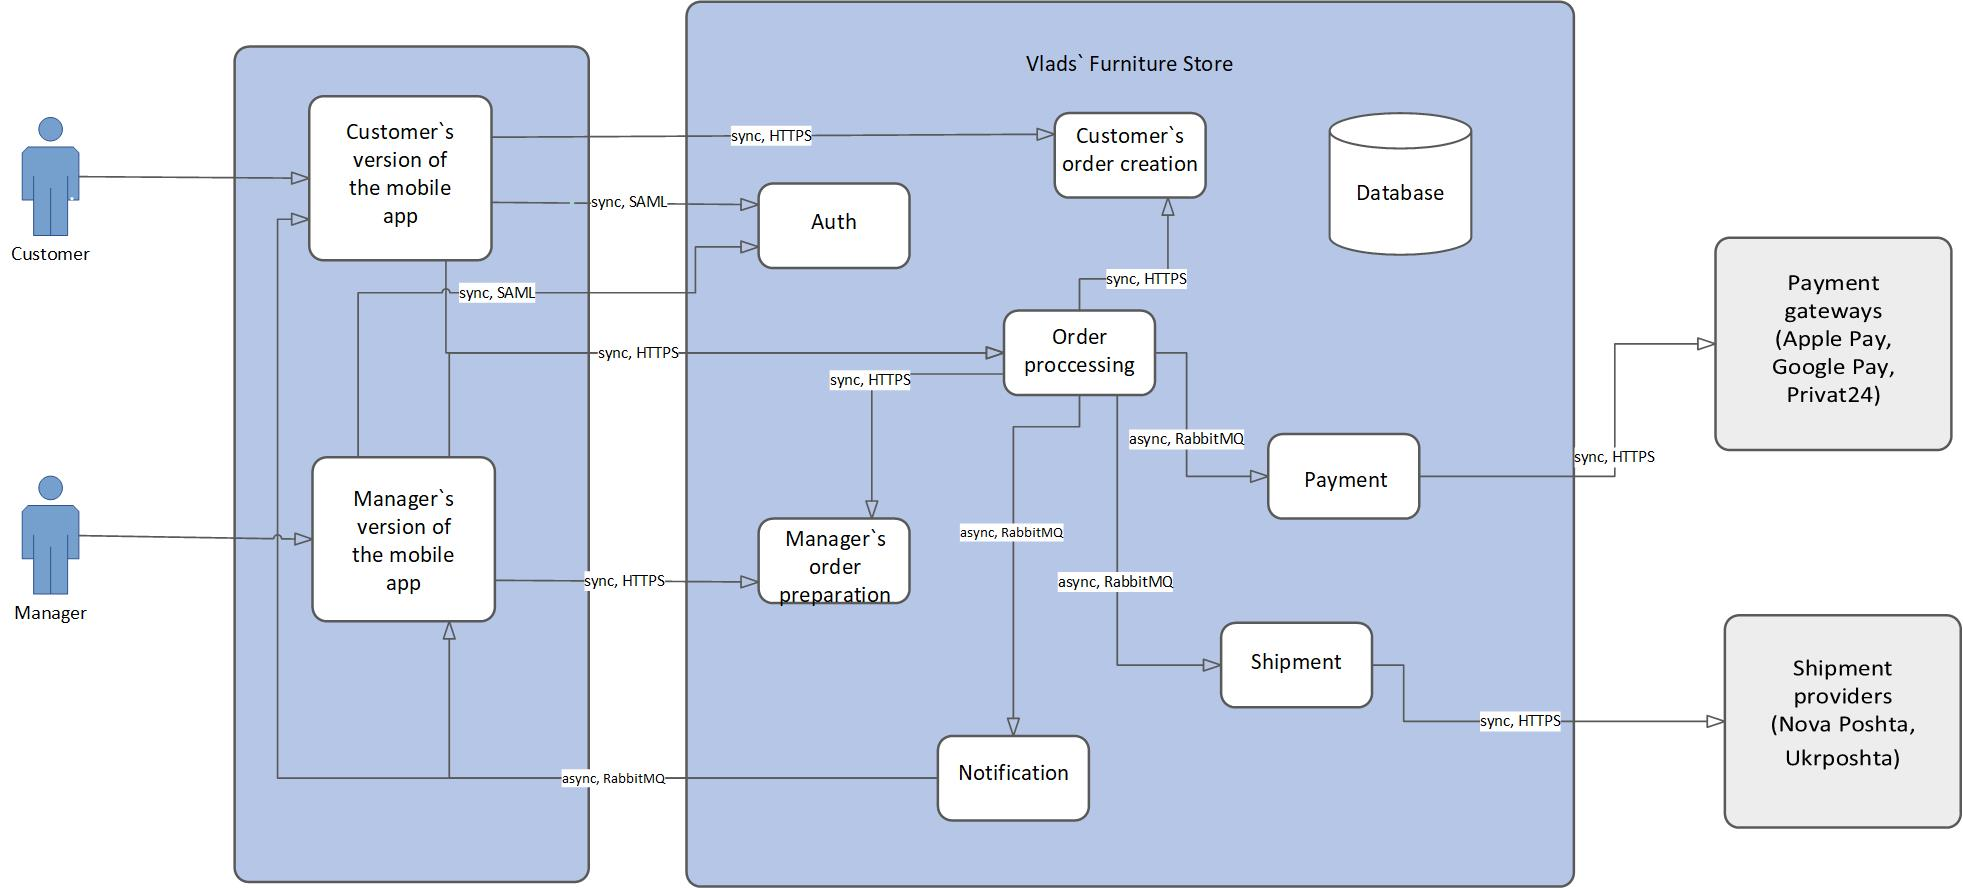 Vlads` Furniture Store
Customer`s
version of
the mobile
app
sync, HTTPS
Customer`s
order creation
Database
sync, SAML
Auth
Customer
sync, SAML
sync, HTTPS
Payment
gateways
(Apple Pay,
Google Pay,
Privat24)
sync, HTTPS
Order
proccessing
sync, HTTPS
async, RabbitMQ
sync, HTTPS
Payment
Manager`s
version of
the mobile
app
Manager
sync, HTTPS
Manager`s
order
preparation
async, RabbitMQ
async, RabbitMQ
Shipment
sync, HTTPS
Shipment
providers
(Nova Poshta,
Ukrposhta)
async, RabbitMQ
Notification